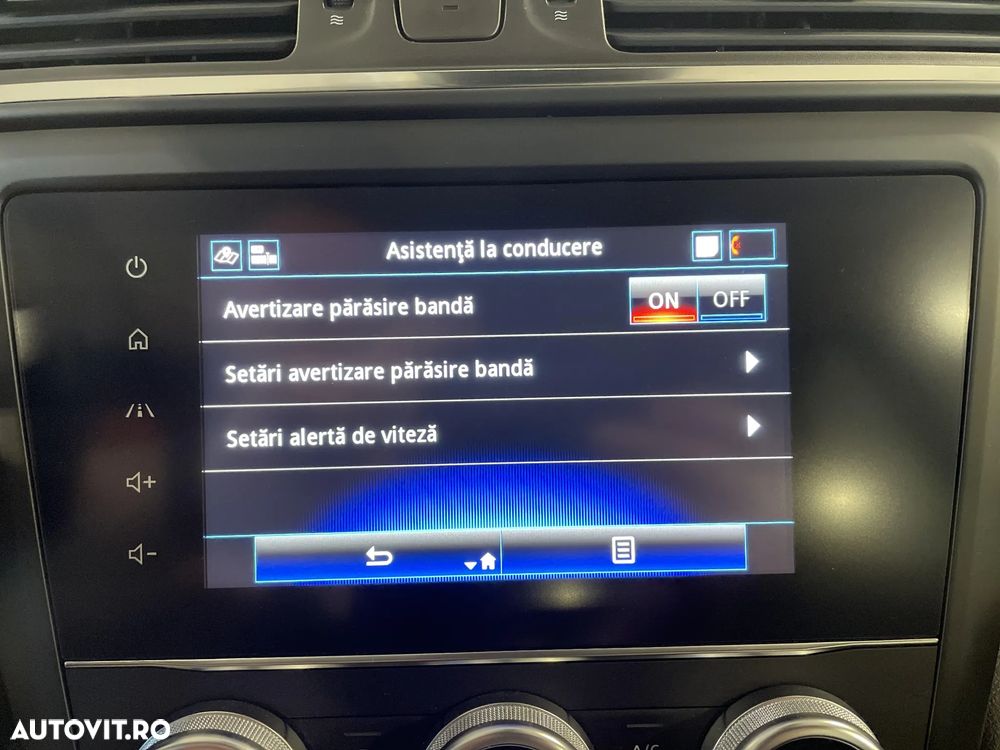 Asistență la conducere
Avertizare părăsire bandă
ON OFF
Setări avertizare părăsire bandă
Setări alertă de viteză
A/C
AUTOVIT.RO